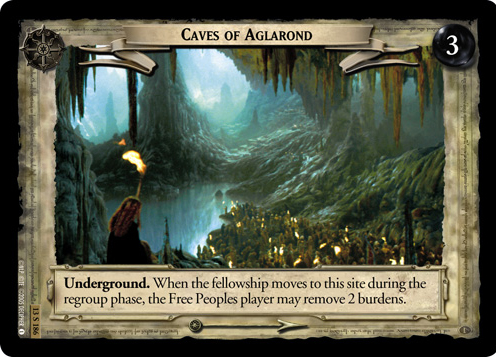 CAVES OF AGLAROND
3
Underground. When the fellowship moves to this site during the
regroup phase, the Free Peoples player may remove 2 burdens.
13 S 186